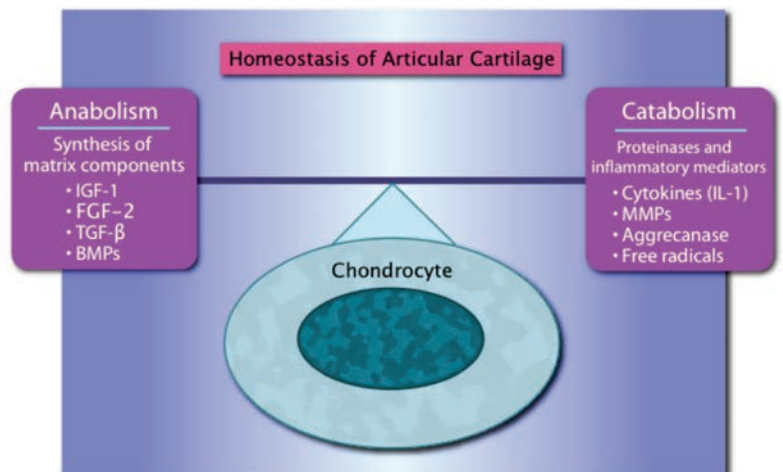 Homeostasis of Articular Cartilage
Anabolism
Synthesis of
matrix components
• IGF-1
• FGF-2
• TGF-β
• BMPs
Catabolism
Proteinases and
inflammatory mediators
• Cytokines (IL-1)
• MMPs
• Aggrecanase
• Free radicals
Chondrocyte